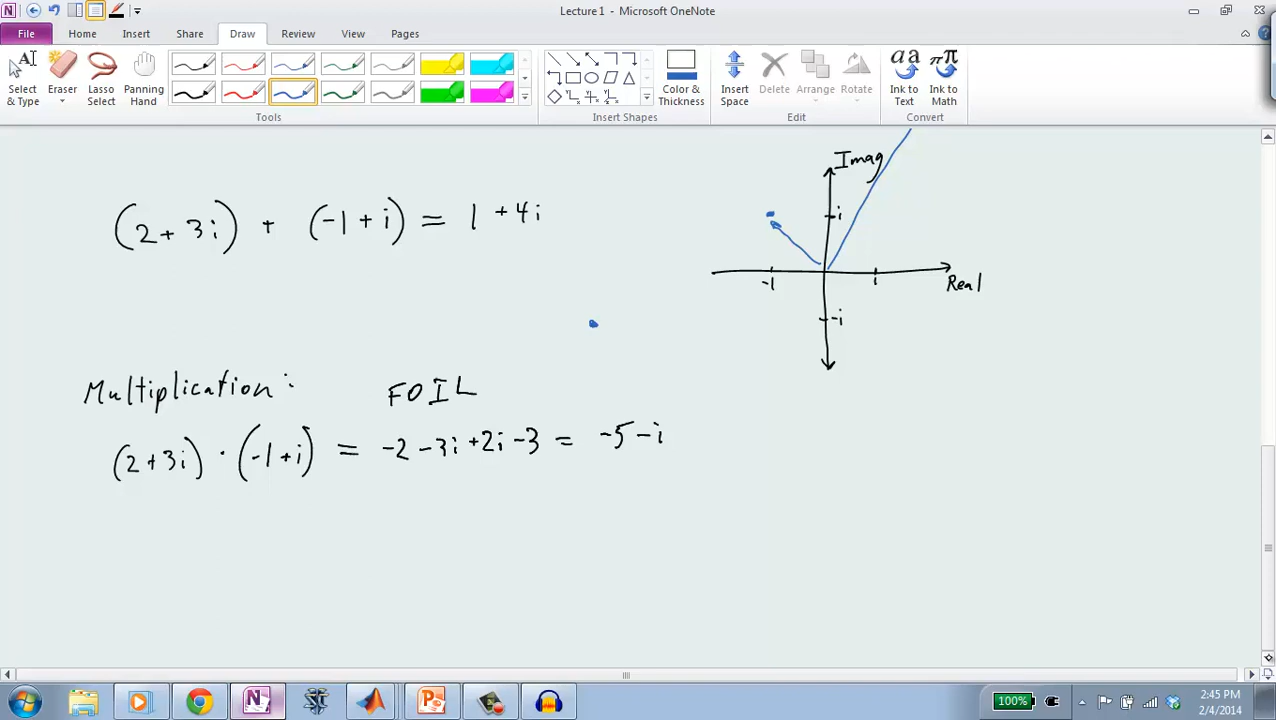 Lecture1 - Microsoft OneNote
File Home Insert Share Draw Review View Pages
Select & Type
Eraser
Lasso Select
Panning Hand
Color & Thickness
Insert Space
Delete
Arrange
Rotate
Ink to Text
Ink to Math
Tools
Insert Shapes
Edit
Convert
Imag
(2+3i) + (-1+i) = 1+4i
i
-1
1
Real
-i
Multiplication: FOIL
(2+3i) · (-1+i) = -2-3i+2i-3 = -5-i
100%
2:45 PM
2/4/2014